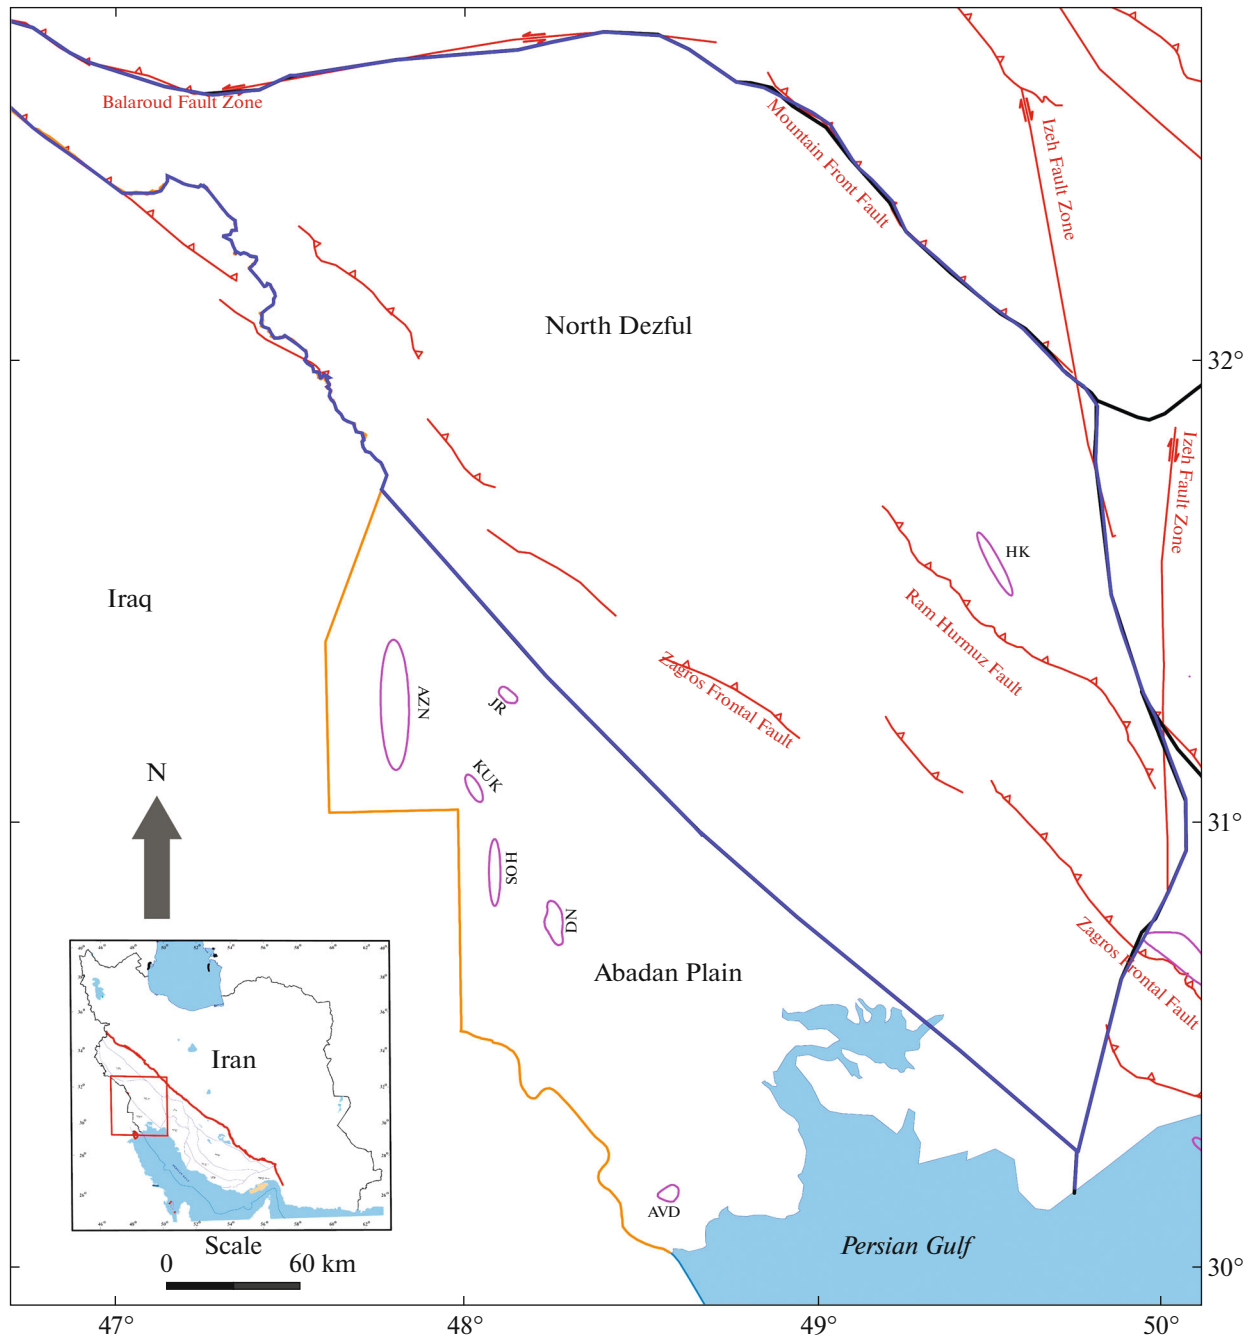 Balaroud Fault Zone
Mountain Front Fault
Izeh Fault Zone
North Dezful
32°
Izeh Fault Zone
HK
Iraq
Ram Hurmuz Fault
AZN
JR
Zagros Frontal Fault
N
KUK
31°
HOS
DN
Abadan Plain
Zagros Frontal Fault
Iran
AVD
Scale
Persian Gulf
0 60 km
30°
47° 48° 49° 50°